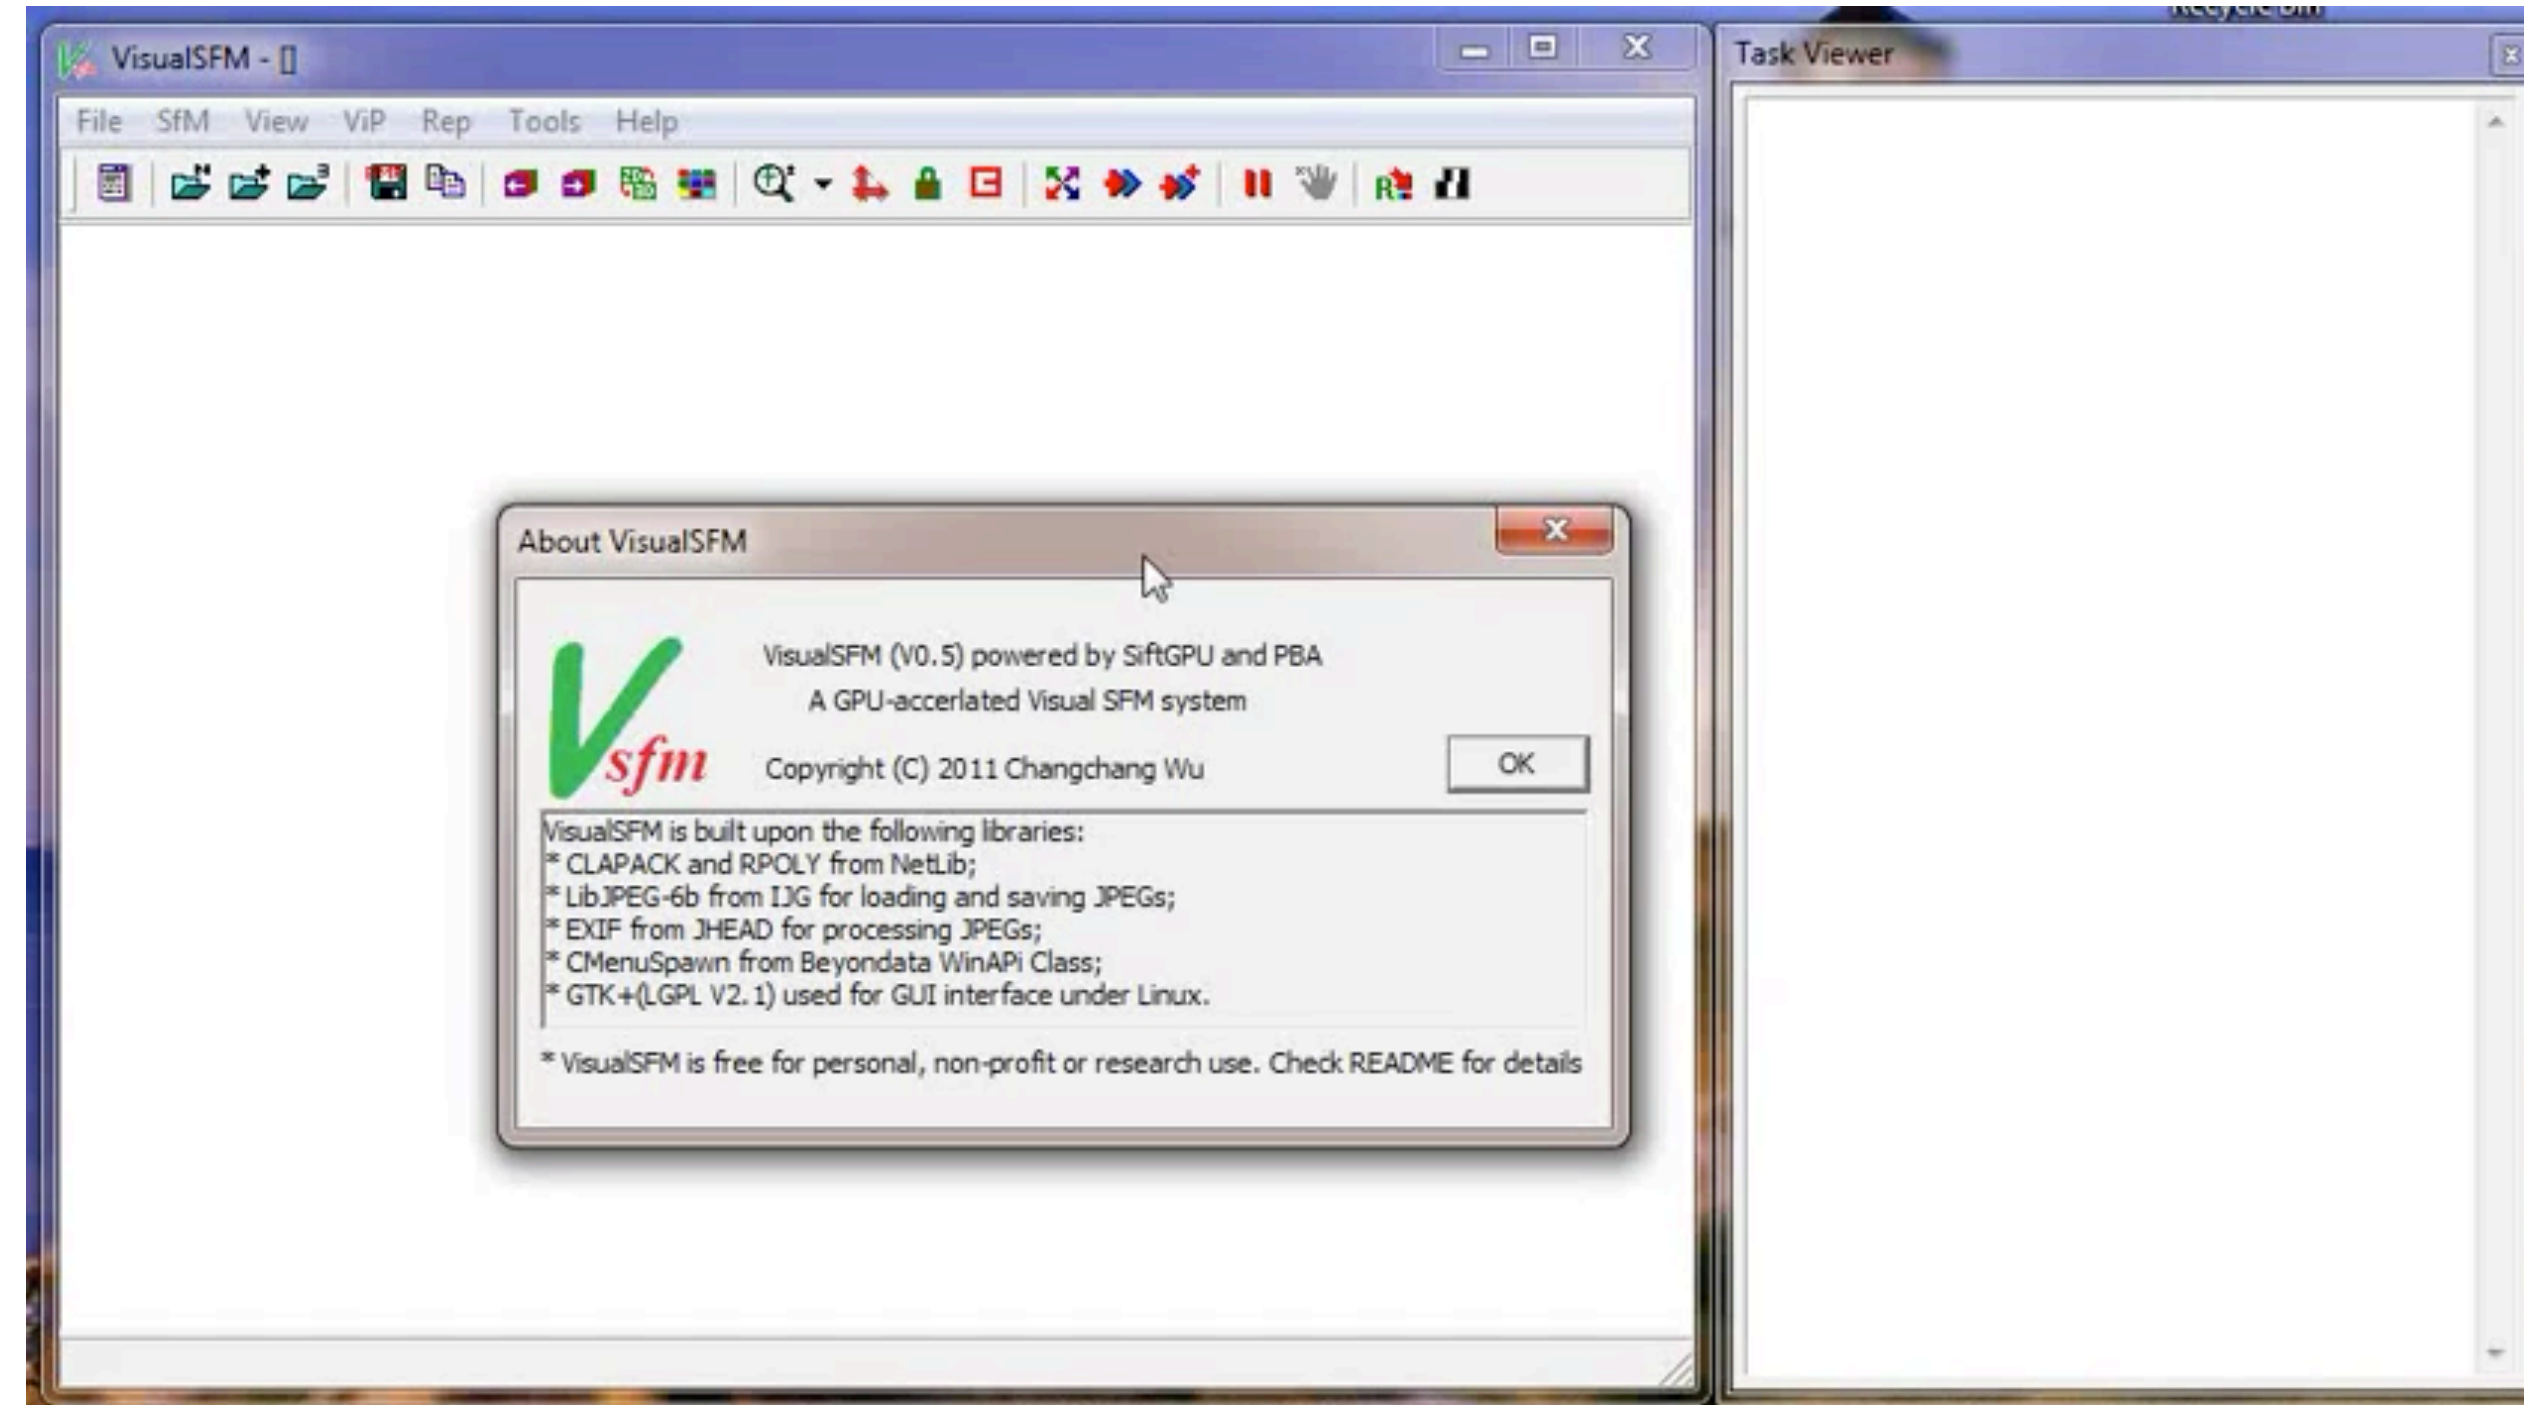 Recycle Bin
VisualSFM - []
Task Viewer
File SfM View ViP Rep Tools Help
About VisualSFM
Vsfm
VisualSFM (V0.5) powered by SiftGPU and PBA
A GPU-accerlated Visual SFM system
Copyright (C) 2011 Changchang Wu
OK
VisualSFM is built upon the following libraries:
* CLAPACK and RPOLY from NetLib;
* LibJPEG-6b from IJG for loading and saving JPEGs;
* EXIF from JHEAD for processing JPEGs;
* CMenuSpawn from Beyondata WinAPi Class;
* GTK+(LGPL V2.1) used for GUI interface under Linux.
* VisualSFM is free for personal, non-profit or research use. Check README for details